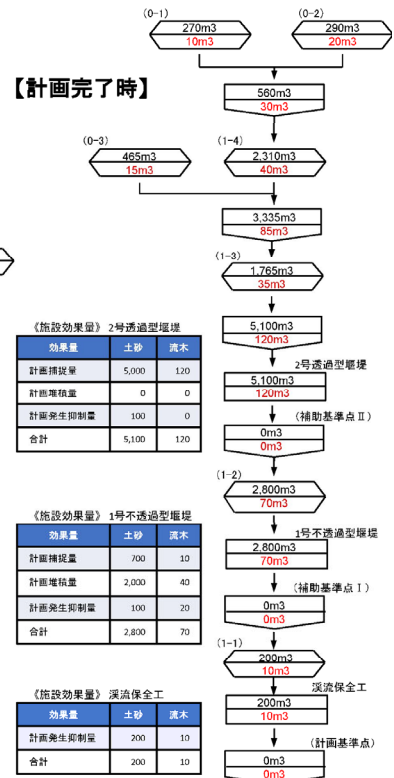 (0-1)
270m3
10m3
(0-2)
290m3
20m3
【計画完了時】
560m3
30m3
(0-3)
465m3
15m3
(1-4)
2,310m3
40m3
3,335m3
85m3
(1-3)
1,765m3
35m3
5,100m3
120m3
2号透過型堰堤
5,100m3
120m3
(補助基準点Ⅱ)
0m3
0m3
《施設効果量》 2号透過型堰堤
効果量 土砂 流木
計画捕捉量 5,000 120
計画堆積量 0 0
計画発生抑制量 100 0
合計 5,100 120
(1-2)
2,800m3
70m3
1号不透過型堰堤
2,800m3
70m3
(補助基準点Ⅰ)
0m3
0m3
《施設効果量》 1号不透過型堰堤
効果量 土砂 流木
計画捕捉量 700 10
計画堆積量 2,000 40
計画発生抑制量 100 20
合計 2,800 70
(1-1)
200m3
10m3
渓流保全工
200m3
10m3
(計画基準点)
0m3
0m3
《施設効果量》 渓流保全工
効果量 土砂 流木
計画発生抑制量 200 10
合計 200 10